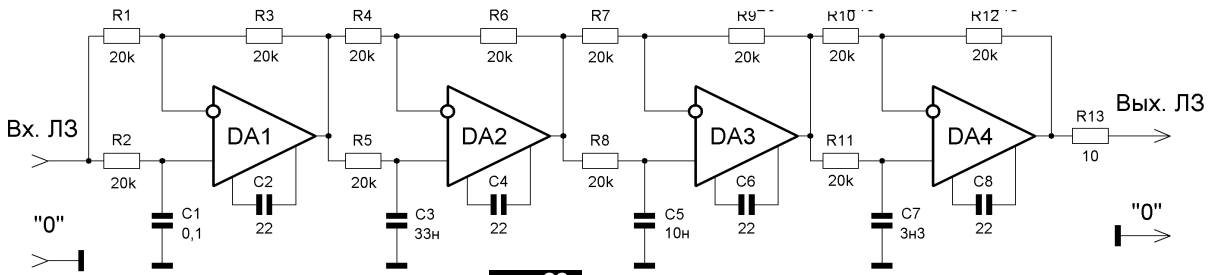 R1 R3 R4 R6 R7 R9 R10 R12
20k 20k 20k 20k 20k 20k 20k 20k
Вх. ЛЗ DA1 DA2 DA3 DA4 Вых. ЛЗ
R2 R5 R8 R11 R13
20k 20k 20k 20k 10
C2 C4 C6 C8
22 22 22 22
C1 C3 C5 C7
0,1 33н 10н 3н3
"0" "0"